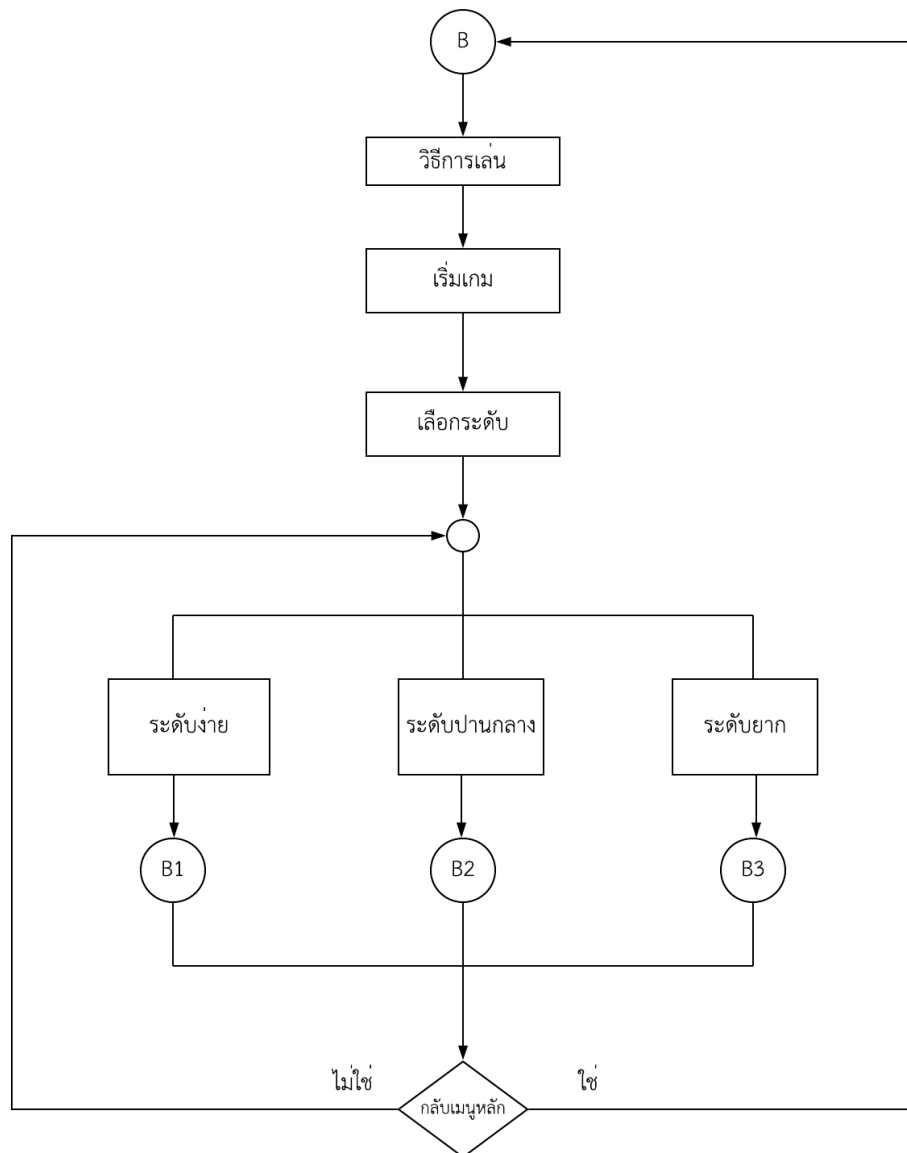 B
วิธีการเล่น
เริ่มเกม
เลือกระดับ
ระดับง่าย
ระดับปานกลาง
ระดับยาก
B1
B2
B3
ไม่ใช่
ใช่
กลับเมนูหลัก